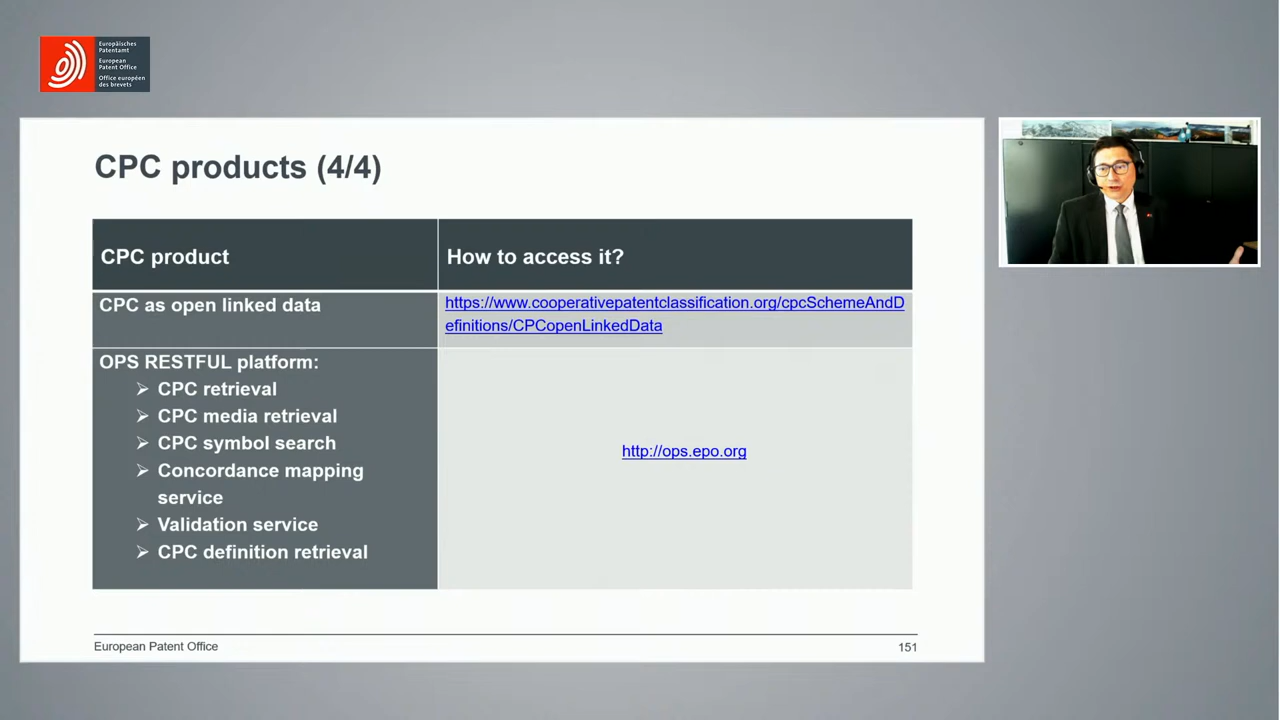 Europäisches
Patentamt
European
Patent Office
Office européen
des brevets
CPC products (4/4)
CPC product
How to access it?
CPC as open linked data
https://www.cooperativepatentclassification.org/cpcSchemeAndD
efinitions/CPCopenLinkedData
OPS RESTFUL platform:
CPC retrieval
CPC media retrieval
CPC symbol search
Concordance mapping
service
Validation service
CPC definition retrieval
http://ops.epo.org
European Patent Office
151